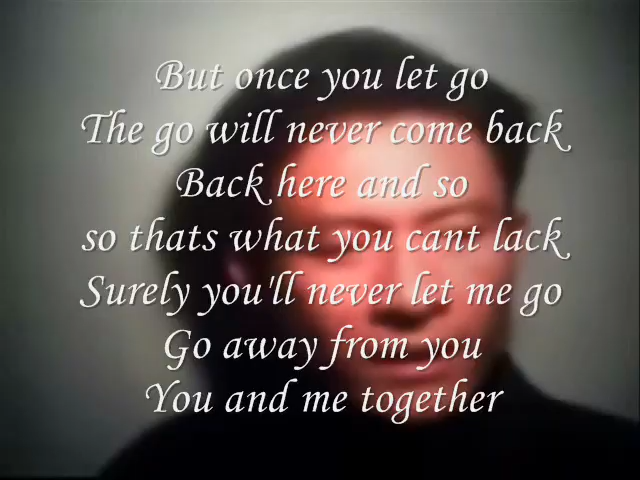 But once you let go
The go will never come back
Back here and so
so thats what you cant lack
Surely you'll never let me go
Go away from you
You and me together